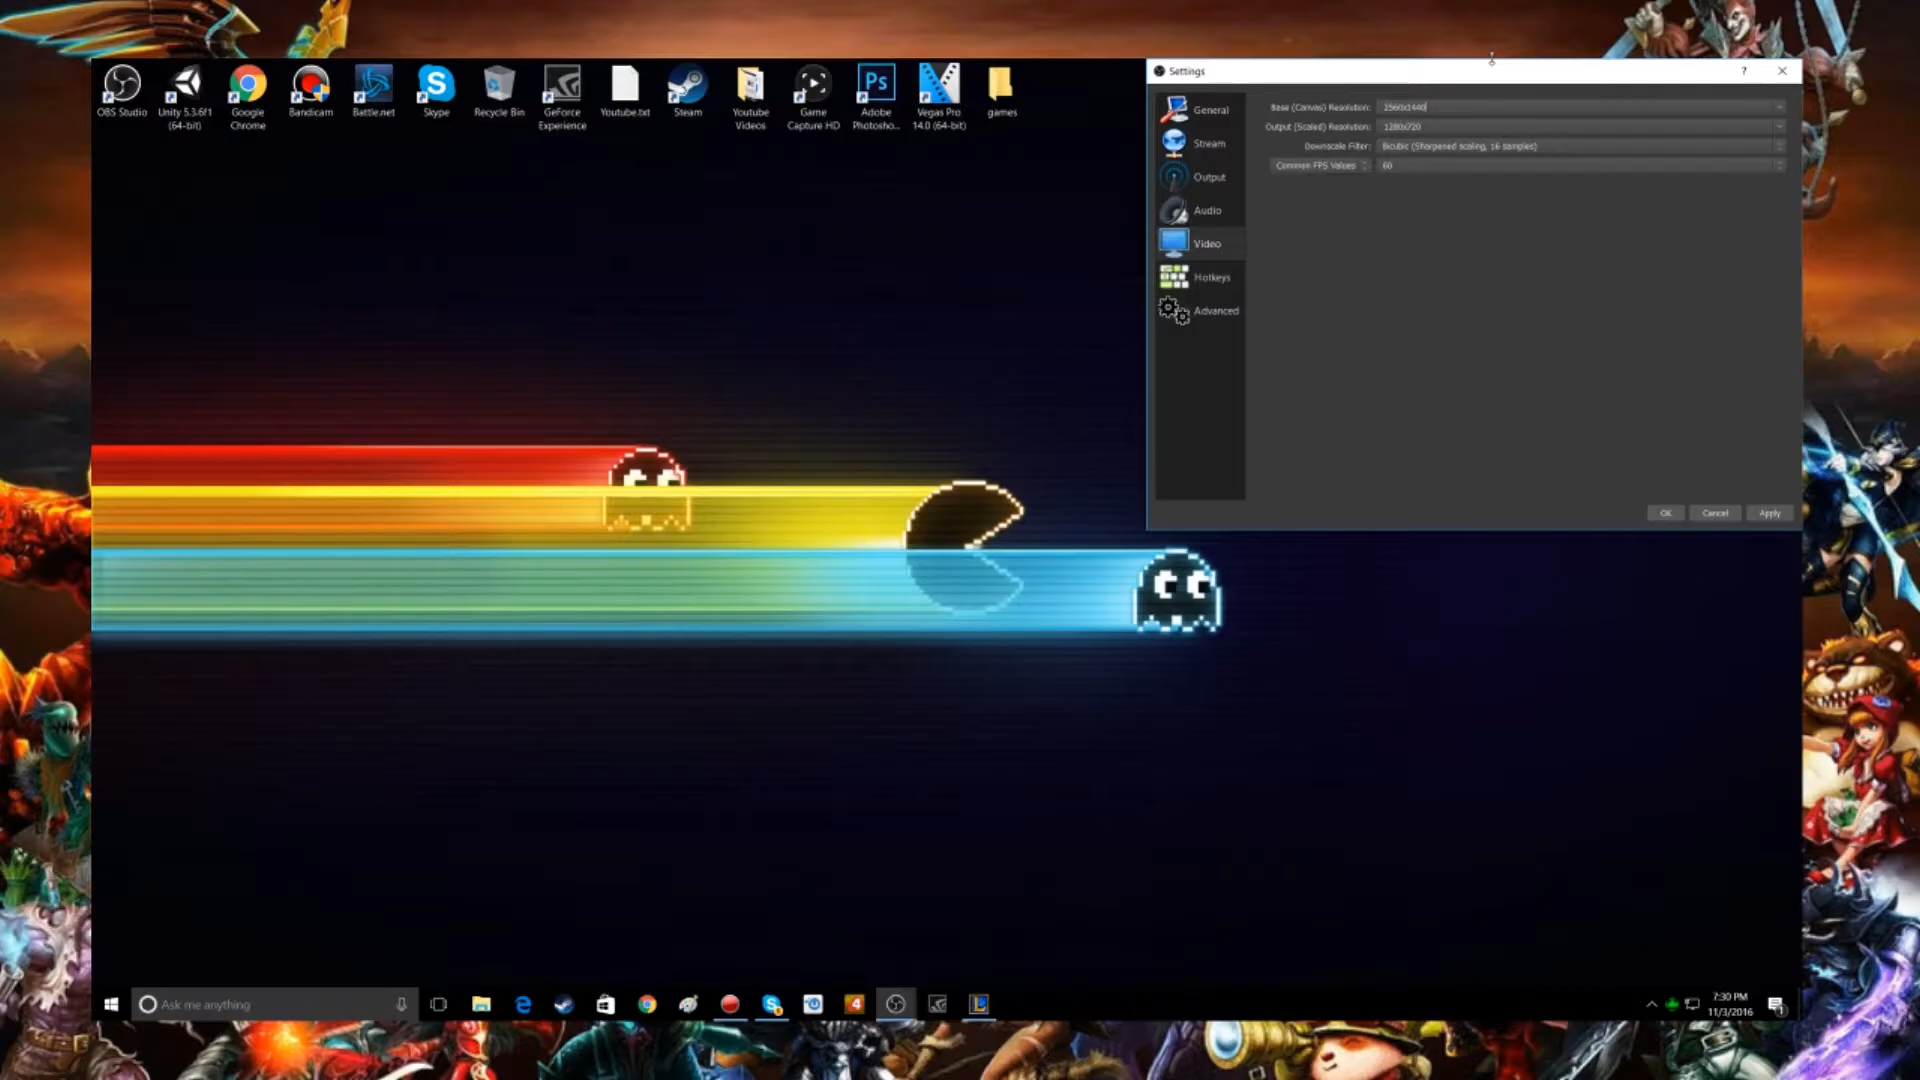 OBS Studio
Unity 5.3.6f1
(64-bit)
Google
Chrome
Bandicam
Battle.net
Skype
Recycle Bin
GeForce
Experience
Youtube.txt
Steam
Youtube
Videos
Game
Capture HD
Ps
Adobe
Photosho...
Vegas Pro
14.0 (64-bit)
games
Settings
?
General
Stream
Output
Audio
Video
Hotkeys
Advanced
Base (Canvas) Resolution: 2560x1440
Output (Scaled) Resolution: 1280x720
Downscale Filter: Bicubic (Sharpened scaling, 16 samples)
Common FPS Values 60
OK Cancel Apply
Ask me anything
4
7:30 PM
11/3/2016
1